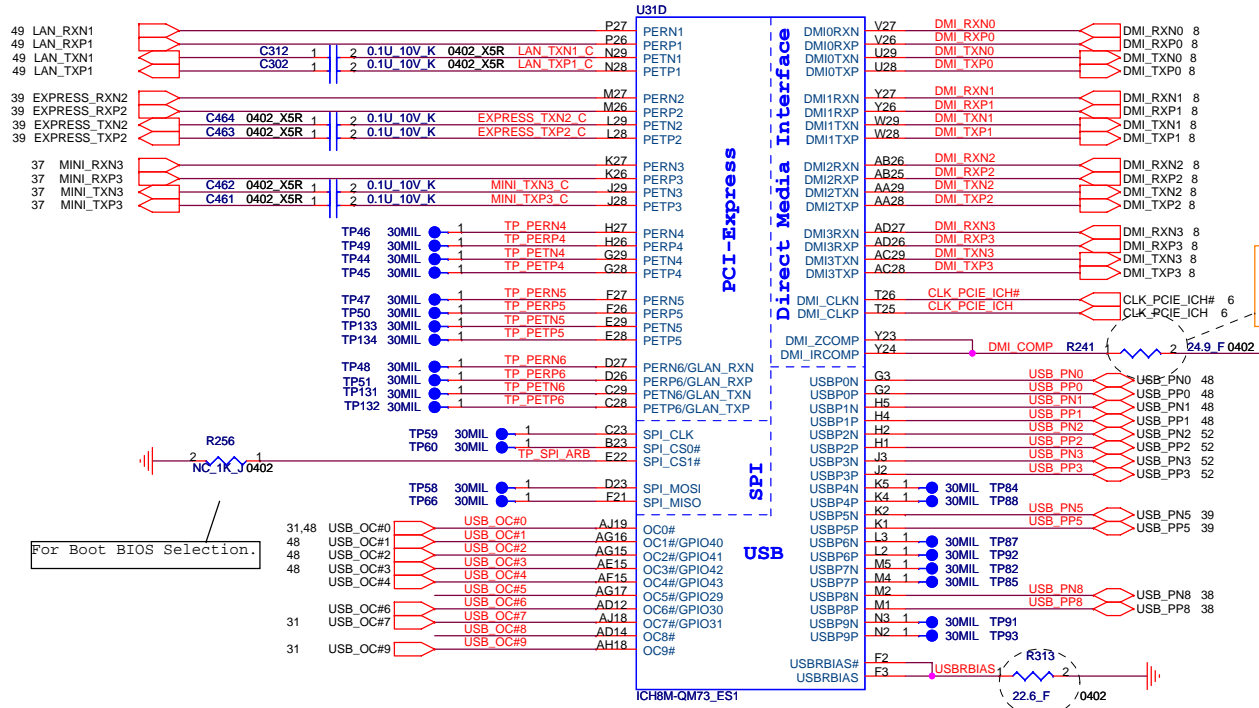 U31D
49 LAN_RXN1 P27 PERN1 DMI0RXN V27 DMI_RXN0 DMI_RXN0 8
49 LAN_RXP1 P26 PERP1 DMI0RXP V26 DMI_RXP0 DMI_RXP0 8
49 LAN_TXN1 C312 1 2 0.1U_10V_K 0402_X5R LAN_TXN1_C N29 PETN1 DMI0TXN U29 DMI_TXN0 DMI_TXN0 8
49 LAN_TXP1 C302 1 2 0.1U_10V_K 0402_X5R LAN_TXP1_C N28 PETP1 DMI0TXP U28 DMI_TXP0 DMI_TXP0 8
39 EXPRESS_RXN2 M27 PERN2 DMI1RXN Y27 DMI_RXN1 DMI_RXN1 8
39 EXPRESS_RXP2 M26 PERP2 DMI1RXP Y26 DMI_RXP1 DMI_RXP1 8
39 EXPRESS_TXN2 C464 0402_X5R 1 2 0.1U_10V_K EXPRESS_TXN2_C L29 PETN2 DMI1TXN W29 DMI_TXN1 DMI_TXN1 8
39 EXPRESS_TXP2 C463 0402_X5R 1 2 0.1U_10V_K EXPRESS_TXP2_C L28 PETP2 DMI1TXP W28 DMI_TXP1 DMI_TXP1 8
37 MINI_RXN3 K27 PERN3 DMI2RXN AB26 DMI_RXN2 DMI_RXN2 8
37 MINI_RXP3 K26 PERP3 DMI2RXP AB25 DMI_RXP2 DMI_RXP2 8
37 MINI_TXN3 C462 0402_X5R 1 2 0.1U_10V_K MINI_TXN3_C J29 PETN3 DMI2TXN AA29 DMI_TXN2 DMI_TXN2 8
37 MINI_TXP3 C461 0402_X5R 1 2 0.1U_10V_K MINI_TXP3_C J28 PETP3 DMI2TXP AA28 DMI_TXP2 DMI_TXP2 8
TP46 30MIL 1 TP_PERN4 H27 PERN4 DMI3RXN AD27 DMI_RXN3 DMI_RXN3 8
TP49 30MIL 1 TP_PERP4 H26 PERP4 DMI3RXP AD26 DMI_RXP3 DMI_RXP3 8
TP44 30MIL 1 TP_PETN4 G29 PETN4 DMI3TXN AC29 DMI_TXN3 DMI_TXN3 8
TP45 30MIL 1 TP_PETP4 G28 PETP4 DMI3TXP AC28 DMI_TXP3 DMI_TXP3 8
PCI-Express
Direct Media Interface
TP47 30MIL 1 TP_PERN5 F27 PERN5 DMI_CLKN T26 CLK_PCIE_ICH# CLK_PCIE_ICH# 6
TP50 30MIL 1 TP_PERP5 F26 PERP5 DMI_CLKP T25 CLK_PCIE_ICH CLK_PCIE_ICH 6
TP133 30MIL 1 TP_PETN5 E29 PETN5
TP134 30MIL 1 TP_PETP5 E28 PETP5 DMI_ZCOMP Y23
DMI_IRCOMP Y24 DMI_COMP R241 1 2 24.9_F 0402
TP48 30MIL 1 TP_PERN6 D27 PERN6/GLAN_RXN
TP51 30MIL 1 TP_PERP6 D26 PERP6/GLAN_RXP USBP0N G3 USB_PN0 USB_PN0 48
TP131 30MIL 1 TP_PETN6 C29 PETN6/GLAN_TXN USBP0P G2 USB_PP0 USB_PP0 48
TP132 30MIL 1 TP_PETP6 C28 PETP6/GLAN_TXP USBP1N H5 USB_PN1 USB_PN1 48
USBP1P H4 USB_PP1 USB_PP1 48
TP59 30MIL 1 C23 SPI_CLK USBP2N H2 USB_PN2 USB_PN2 52
TP60 30MIL 1 B23 SPI_CS0# USBP2P H1 USB_PP2 USB_PP2 52
R256 2 1 NC_1K_J 0402 TP_SPI_ARB E22 SPI_CS1# USBP3N J3 USB_PN3 USB_PN3 52
USBP3P J2 USB_PP3 USB_PP3 52
SPI
TP58 30MIL 1 D23 SPI_MOSI USBP4N K5 1 30MIL TP84
TP66 30MIL 1 F21 SPI_MISO USBP4P K4 1 30MIL TP88
USBP5N K2 USB_PN5 USB_PN5 39
31,48 USB_OC#0 USB_OC#0 AJ19 OC0# USBP5P K1 USB_PP5 USB_PP5 39
48 USB_OC#1 USB_OC#1 AG16 OC1#/GPIO40 USBP6N L3 1 30MIL TP87
48 USB_OC#2 USB_OC#2 AG15 OC2#/GPIO41 USBP6P L2 1 30MIL TP92
48 USB_OC#3 USB_OC#3 AE15 OC3#/GPIO42 USBP7N M5 1 30MIL TP82
USB_OC#4 USB_OC#4 AF15 OC4#/GPIO43 USBP7P M4 1 30MIL TP85
USB_OC#5 AG17 OC5#/GPIO29 USBP8N M2 USB_PN8 USB_PN8 38
USB_OC#6 USB_OC#6 AD12 OC6#/GPIO30 USBP8P M1 USB_PP8 USB_PP8 38
31 USB_OC#7 USB_OC#7 AJ18 OC7#/GPIO31 USBP9N N3 1 30MIL TP91
USB_OC#8 AD14 OC8# USBP9P N2 1 30MIL TP93
31 USB_OC#9 USB_OC#9 AH18 OC9#
USB
For Boot BIOS Selection.
USBRBIAS# F2
USBRBIAS F3 USBRBIAS 1 R313 2 22.6_F 0402
ICH8M-QM73_ES1